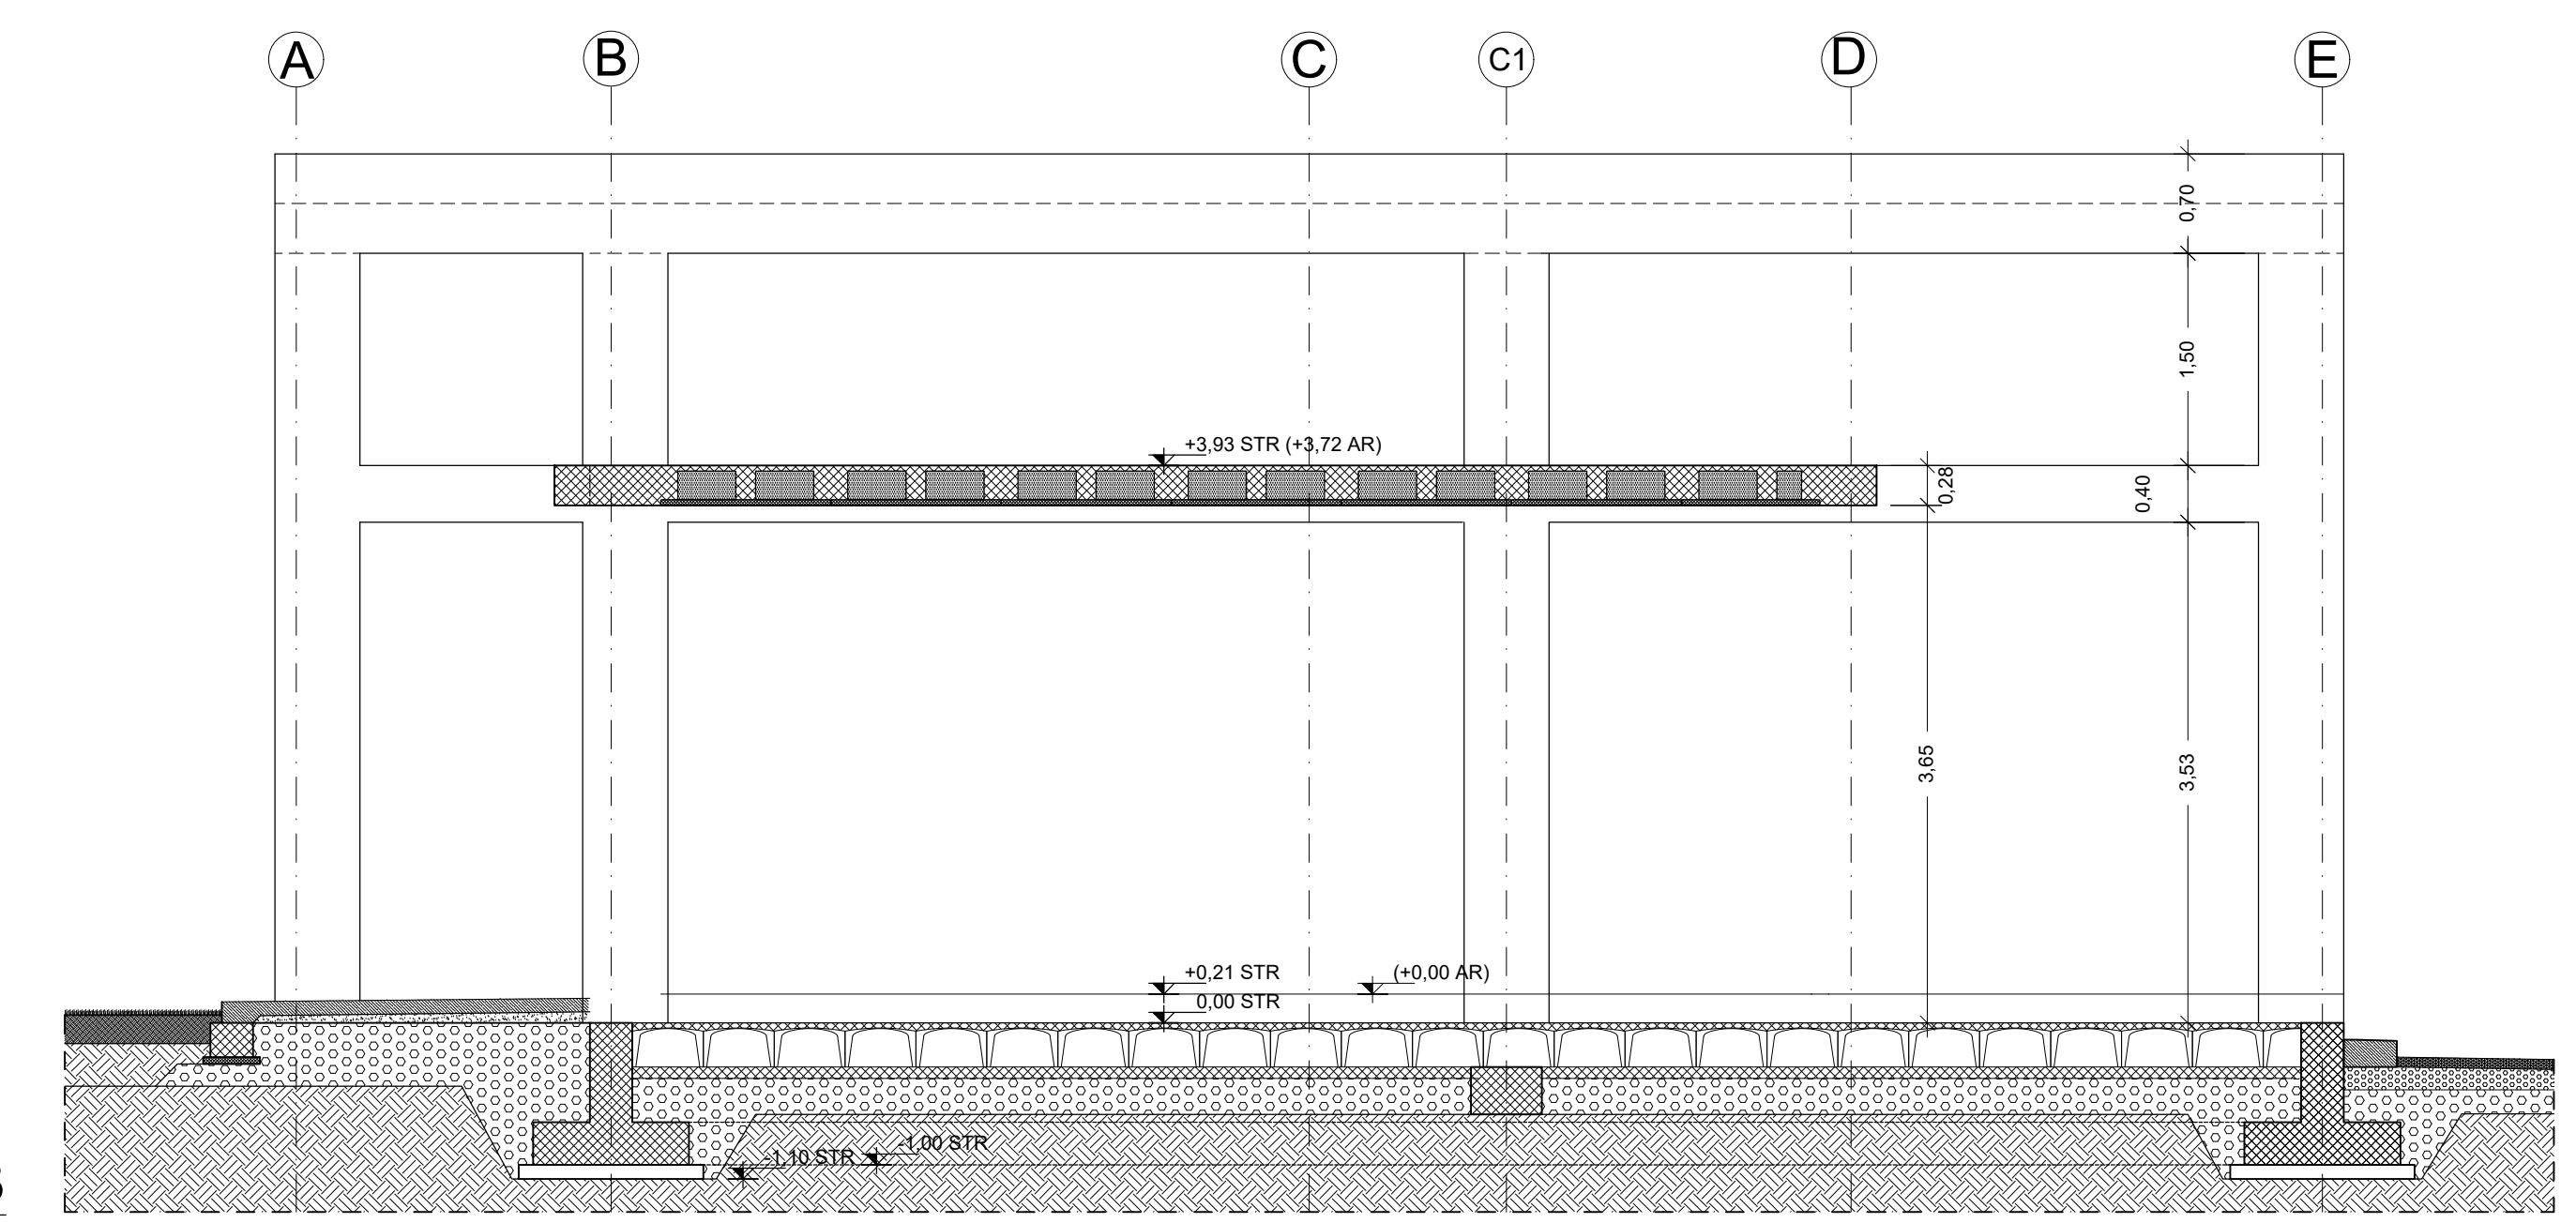 A
B
C
C1
D
E
0,70
1,50
+3,93 STR (+3,72 AR)
0,28
0,40
3,65
3,53
+0,21 STR
(+0,00 AR)
0,00 STR
-1,00 STR
-1,10 STR